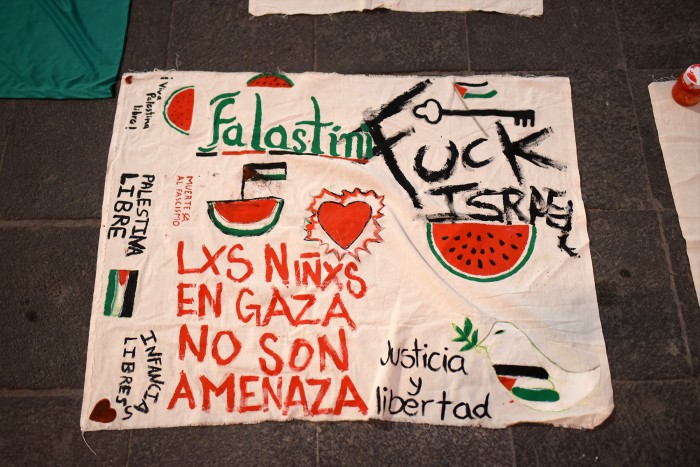 ¡Viva
Palestina
libre!
Falastin
FUCK
ISRAEL
PALESTINA
LIBRE
MUERTE
AL FASCISMO
LXS NIÑXS
EN GAZA
NO SON
AMENAZA
INFANCIAS
LIBRES
Justicia
y
libertad